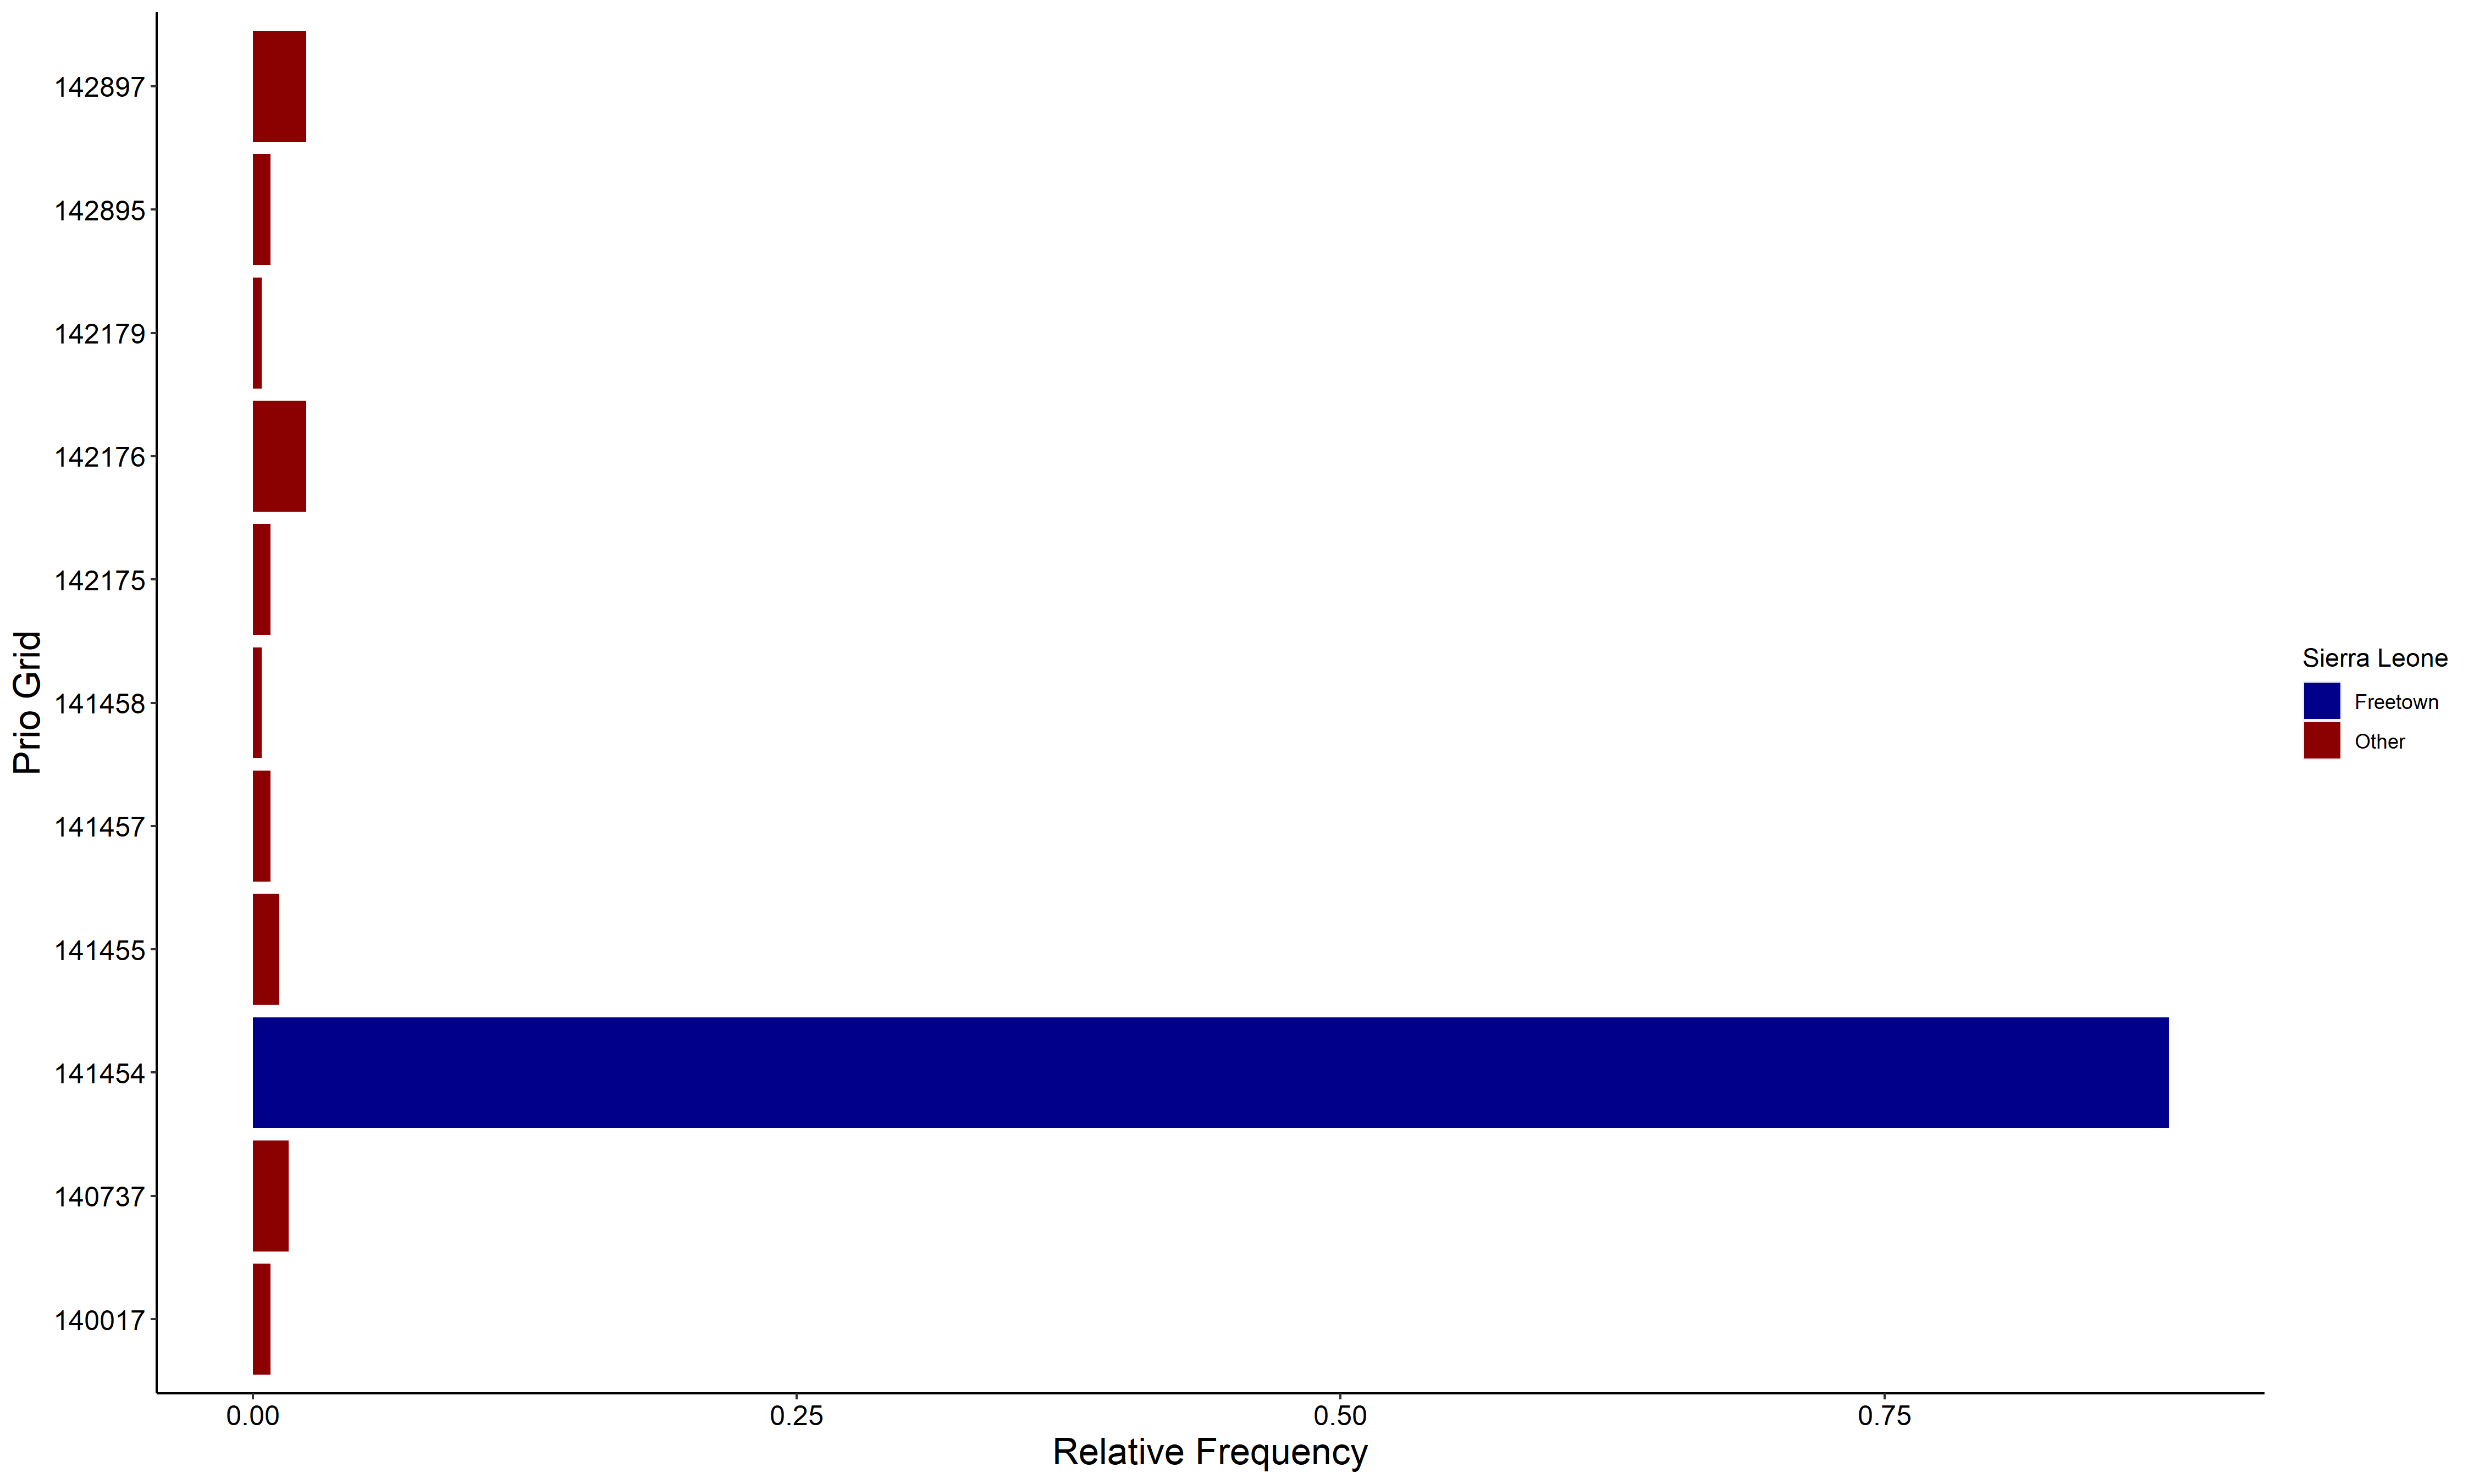 Prio Grid
142897
142895
142179
142176
142175
141458
141457
141455
141454
140737
140017
0.00 0.25 0.50 0.75
Relative Frequency
Sierra Leone
Freetown
Other